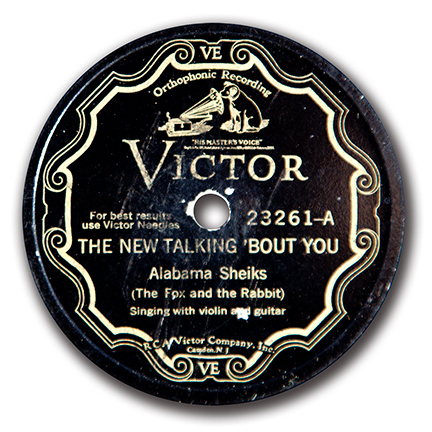 VE
Orthophonic Recording
"HIS MASTER'S VOICE"
VICTOR
For best results
use Victor Needles
23261-A
THE NEW TALKING 'BOUT YOU
Alabama Sheiks
(The Fox and the Rabbit)
Singing with violin and guitar
RCA Victor Company, Inc.
Camden, N J
VE